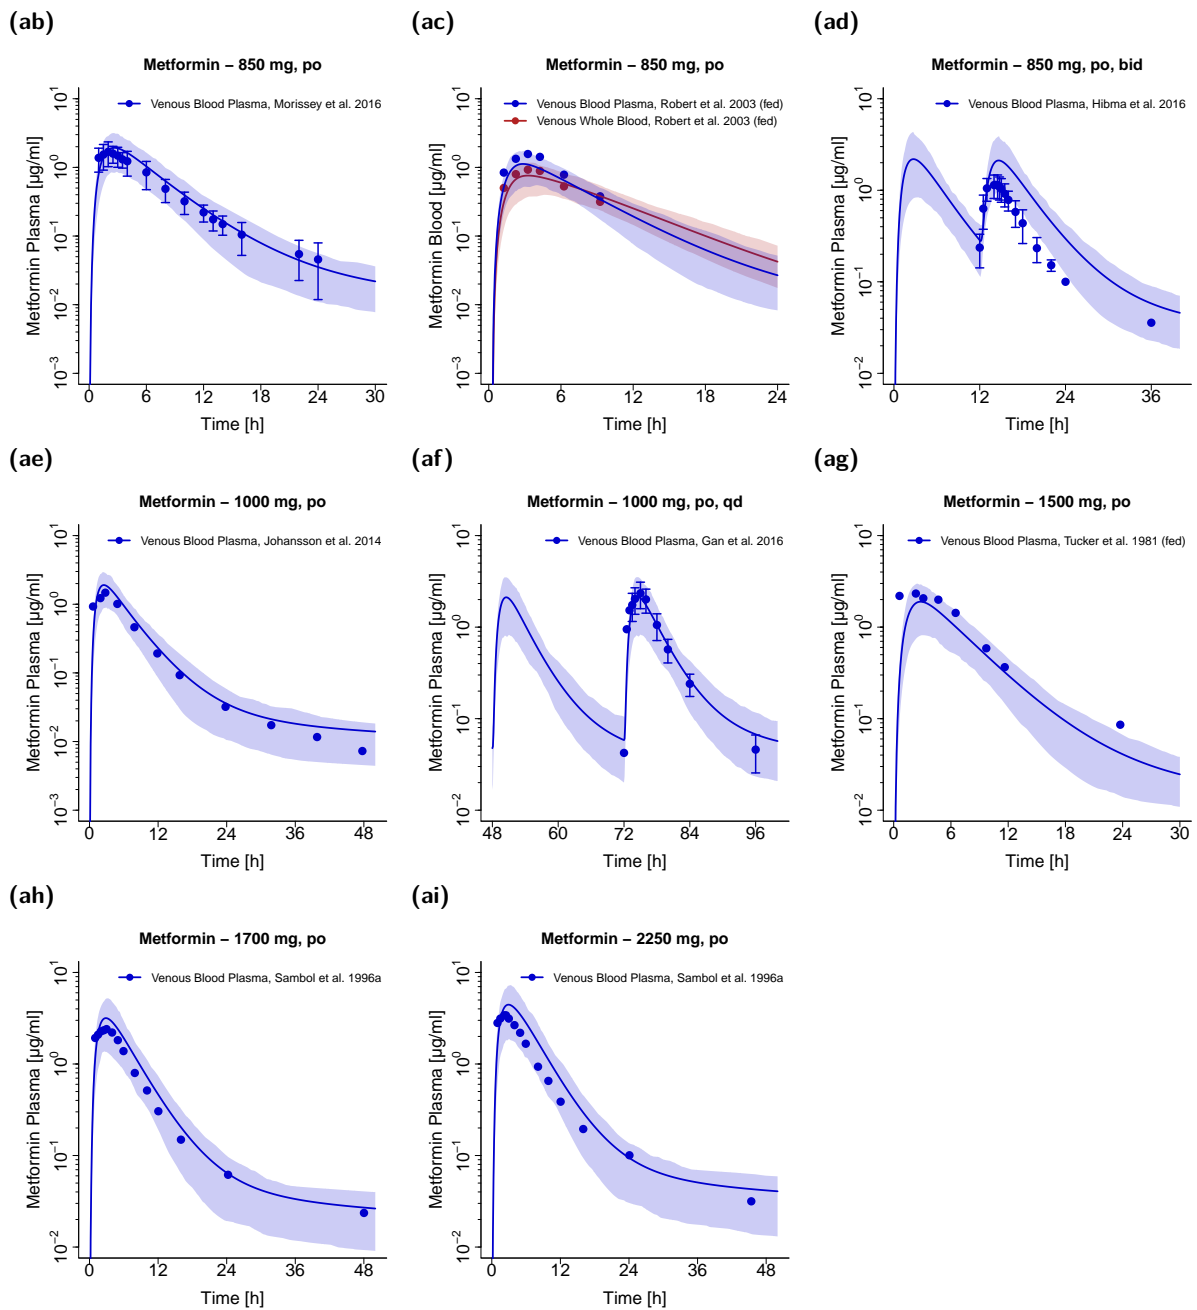 (ab)
Metformin − 850 mg, po
Venous Blood Plasma, Morissey et al. 2016
Metformin Plasma [µg/ml]
10^1
10^0
10^-1
10^-2
10^-3
0 6 12 18 24 30
Time [h]
(ac)
Metformin − 850 mg, po
Venous Blood Plasma, Robert et al. 2003 (fed)
Venous Whole Blood, Robert et al. 2003 (fed)
Metformin Blood [µg/ml]
10^1
10^0
10^-1
10^-2
10^-3
0 6 12 18 24
Time [h]
(ad)
Metformin − 850 mg, po, bid
Venous Blood Plasma, Hibma et al. 2016
Metformin Plasma [µg/ml]
10^1
10^0
10^-1
10^-2
0 12 24 36
Time [h]
(ae)
Metformin − 1000 mg, po
Venous Blood Plasma, Johansson et al. 2014
Metformin Plasma [µg/ml]
10^1
10^0
10^-1
10^-2
10^-3
0 12 24 36 48
Time [h]
(af)
Metformin − 1000 mg, po, qd
Venous Blood Plasma, Gan et al. 2016
Metformin Plasma [µg/ml]
10^1
10^0
10^-1
10^-2
48 60 72 84 96
Time [h]
(ag)
Metformin − 1500 mg, po
Venous Blood Plasma, Tucker et al. 1981 (fed)
Metformin Plasma [µg/ml]
10^1
10^0
10^-1
10^-2
0 6 12 18 24 30
Time [h]
(ah)
Metformin − 1700 mg, po
Venous Blood Plasma, Sambol et al. 1996a
Metformin Plasma [µg/ml]
10^1
10^0
10^-1
10^-2
0 12 24 36 48
Time [h]
(ai)
Metformin − 2250 mg, po
Venous Blood Plasma, Sambol et al. 1996a
Metformin Plasma [µg/ml]
10^1
10^0
10^-1
10^-2
0 12 24 36 48
Time [h]